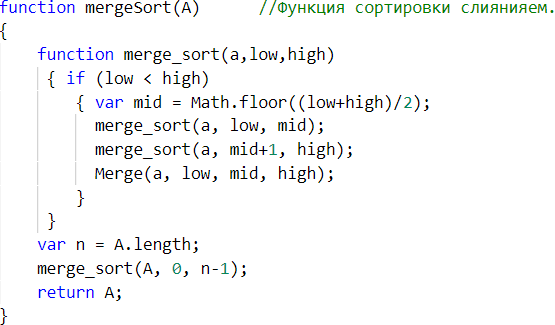 function mergeSort(A)      //Функция сортировки слиянияем.
{
    function merge_sort(a,low,high)
     { if (low < high)
        { var mid = Math.floor((low+high)/2);
          merge_sort(a, low, mid);
          merge_sort(a, mid+1, high);
          Merge(a, low, mid, high);
        }
     }
    var n = A.length;
    merge_sort(A, 0, n-1);
    return A;
}